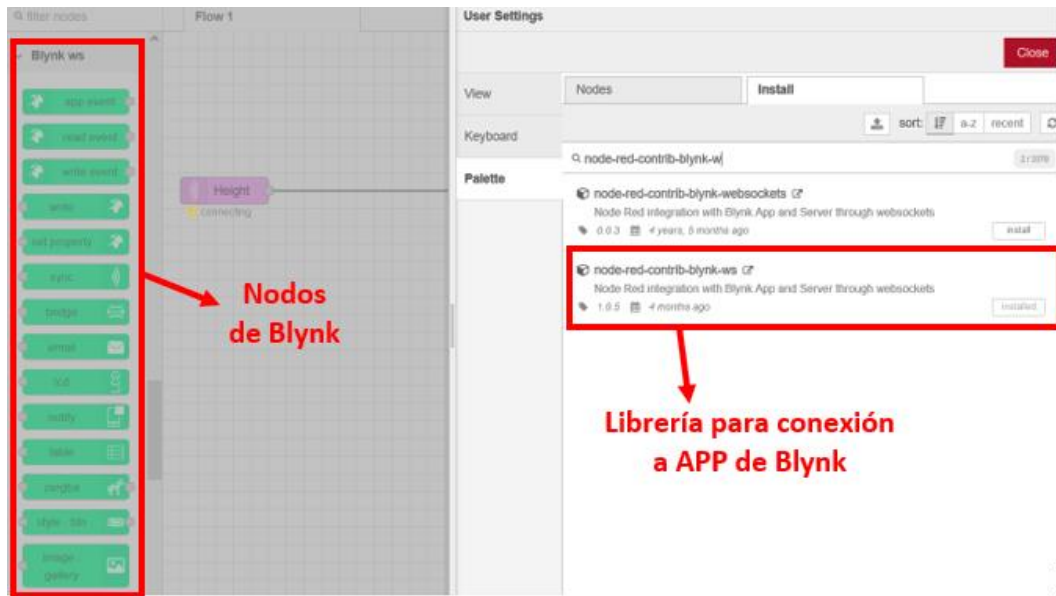 filter nodes
Flow 1
User Settings
Close
Blynk ws
app event
read event
write event
write
set property
sync
bridge
email
lcd
notify
table
zergba
style - btn
image
gallery
Height
connecting
Nodos
de Blynk
View
Keyboard
Palette
Nodes
Install
sort:
a-z
recent
node-red-contrib-blynk-w
node-red-contrib-blynk-websockets
Node Red integration with Blynk App and Server through websockets
0.0.3 4 years, 5 months ago
install
node-red-contrib-blynk-ws
Node Red integration with Blynk App and Server through websockets
1.0.5 4 months ago
installed
Librería para conexión
a APP de Blynk